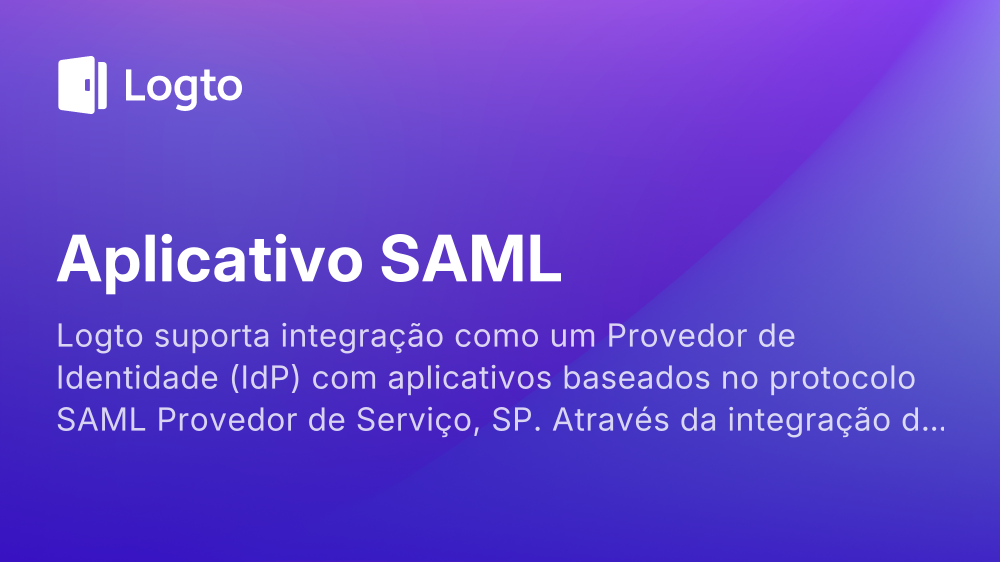 Logto
Aplicativo SAML
Logto suporta integração como um Provedor de
Identidade (IdP) com aplicativos baseados no protocolo
SAML Provedor de Serviço, SP. Através da integração d...